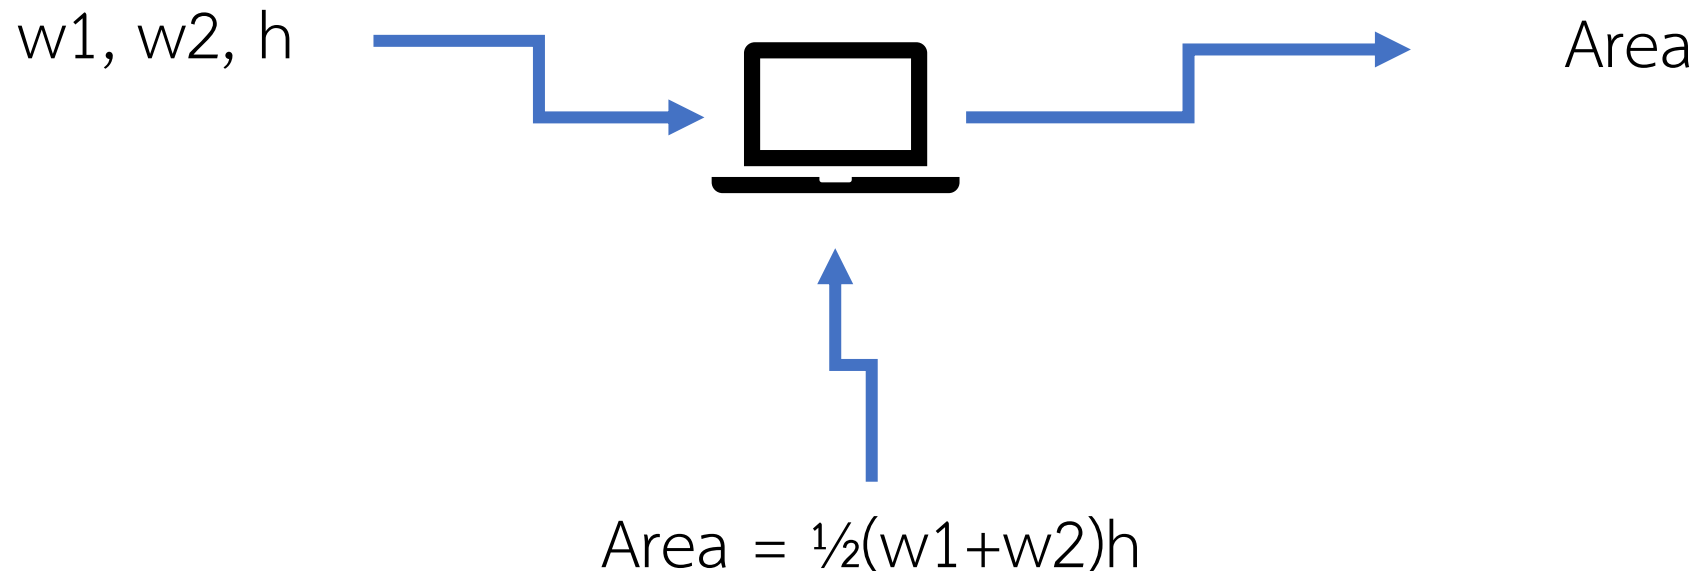 w1, w2, h
Area
Area = ½(w1+w2)h